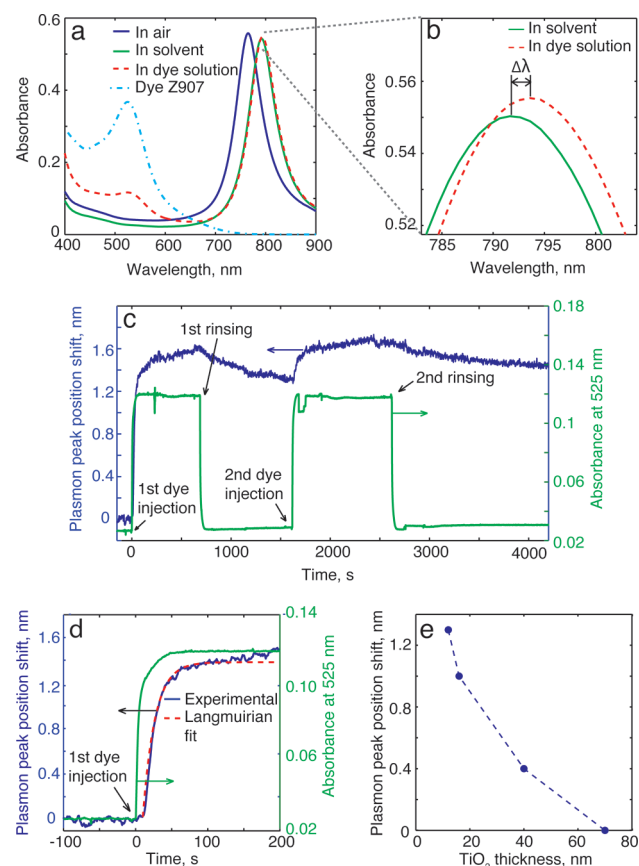 a
In air
In solvent
In dye solution
Dye Z907
Absorbance
0.6
0.4
0.2
0
400
500
600
700
800
900
Wavelength, nm
b
In solvent
In dye solution
Δλ
Absorbance
0.56
0.55
0.52
785
790
795
800
Wavelength, nm
c
Plasmon peak position shift, nm
1.6
1.2
0.8
0.4
0
1st rinsing
1st dye
injection
2nd dye
injection
2nd rinsing
0.18
0.14
0.10
0.06
0.02
Absorbance at 525 nm
0
1000
2000
3000
4000
Time, s
d
Plasmon peak position shift, nm
1.6
1.2
0.8
0.4
0
Experimental
Langmuirian
fit
1st dye
injection
0.14
0.10
0.06
0.02
Absorbance at 525 nm
-100
0
100
200
Time, s
e
Plasmon peak position shift, nm
1.2
0.8
0.4
0
0
20
40
60
80
TiO₂ thickness, nm